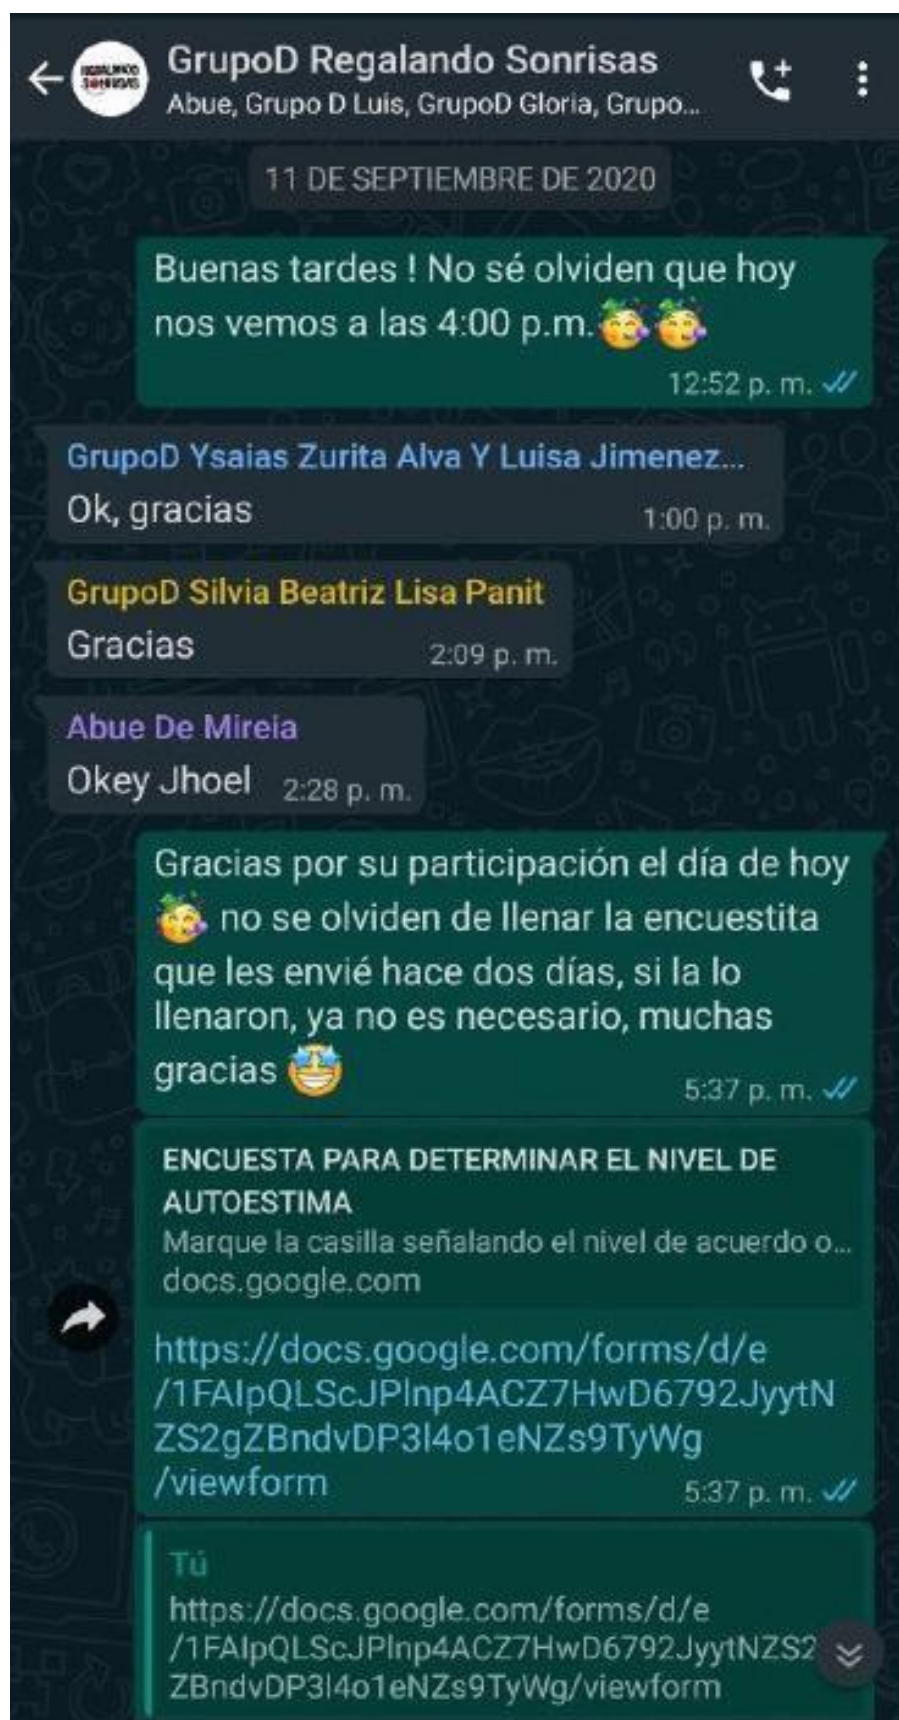 GrupoD Regalando Sonrisas
REGALANDO
SONRISAS
Abue, Grupo D Luis, GrupoD Gloria, Grupo...
11 DE SEPTIEMBRE DE 2020
Buenas tardes ! No sé olviden que hoy
nos vemos a las 4:00 p.m.🥳🥳
12:52 p. m.
GrupoD Ysaias Zurita Alva Y Luisa Jimenez...
Ok, gracias
1:00 p. m.
GrupoD Silvia Beatriz Lisa Panit
Gracias
2:09 p. m.
Abue De Mireia
Okey Jhoel
2:28 p. m.
Gracias por su participación el día de hoy
🥳 no se olviden de llenar la encuestita
que les envié hace dos días, si la lo
llenaron, ya no es necesario, muchas
gracias 🤩
5:37 p. m.
ENCUESTA PARA DETERMINAR EL NIVEL DE
AUTOESTIMA
Marque la casilla señalando el nivel de acuerdo o...
docs.google.com
https://docs.google.com/forms/d/e
/1FAIpQLScJPlnp4ACZ7HwD6792JyytN
ZS2gZBndvDP3l4o1eNZs9TyWg
/viewform
5:37 p. m.
Tú
https://docs.google.com/forms/d/e
/1FAIpQLScJPlnp4ACZ7HwD6792JyytNZS2
ZBndvDP3l4o1eNZs9TyWg/viewform